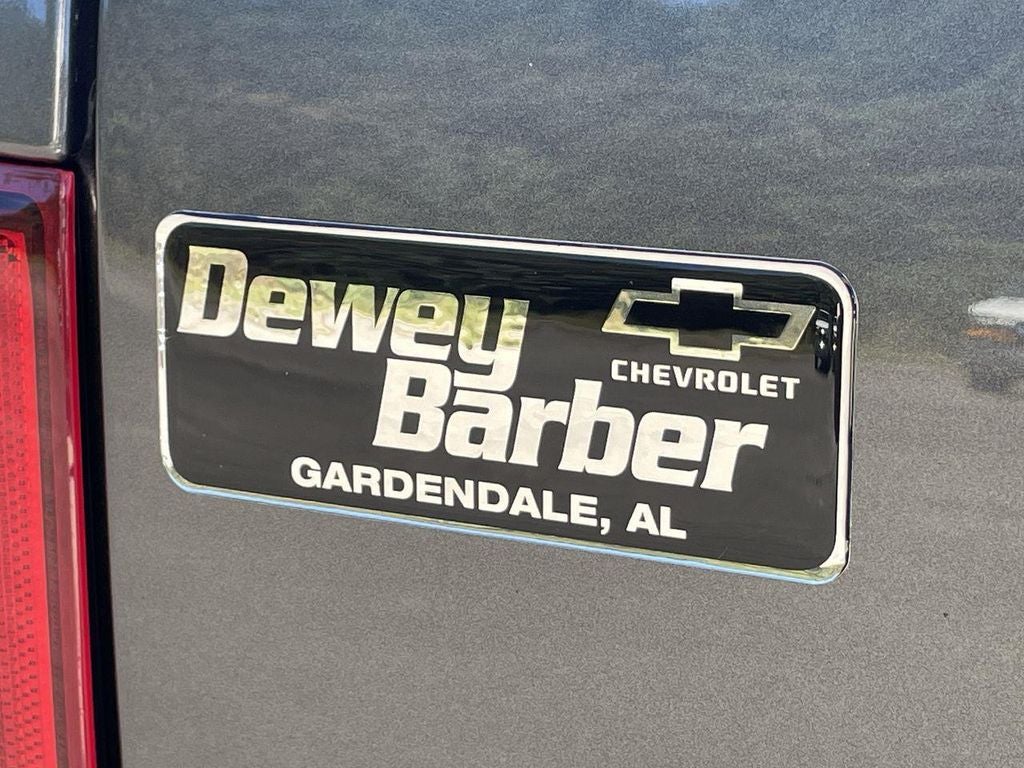 Dewey
Barber
CHEVROLET
GARDENDALE, AL